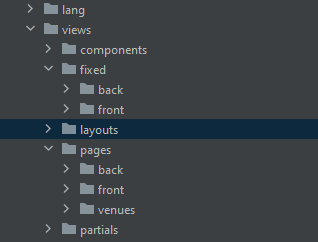 lang
views
components
fixed
back
front
layouts
pages
back
front
venues
partials